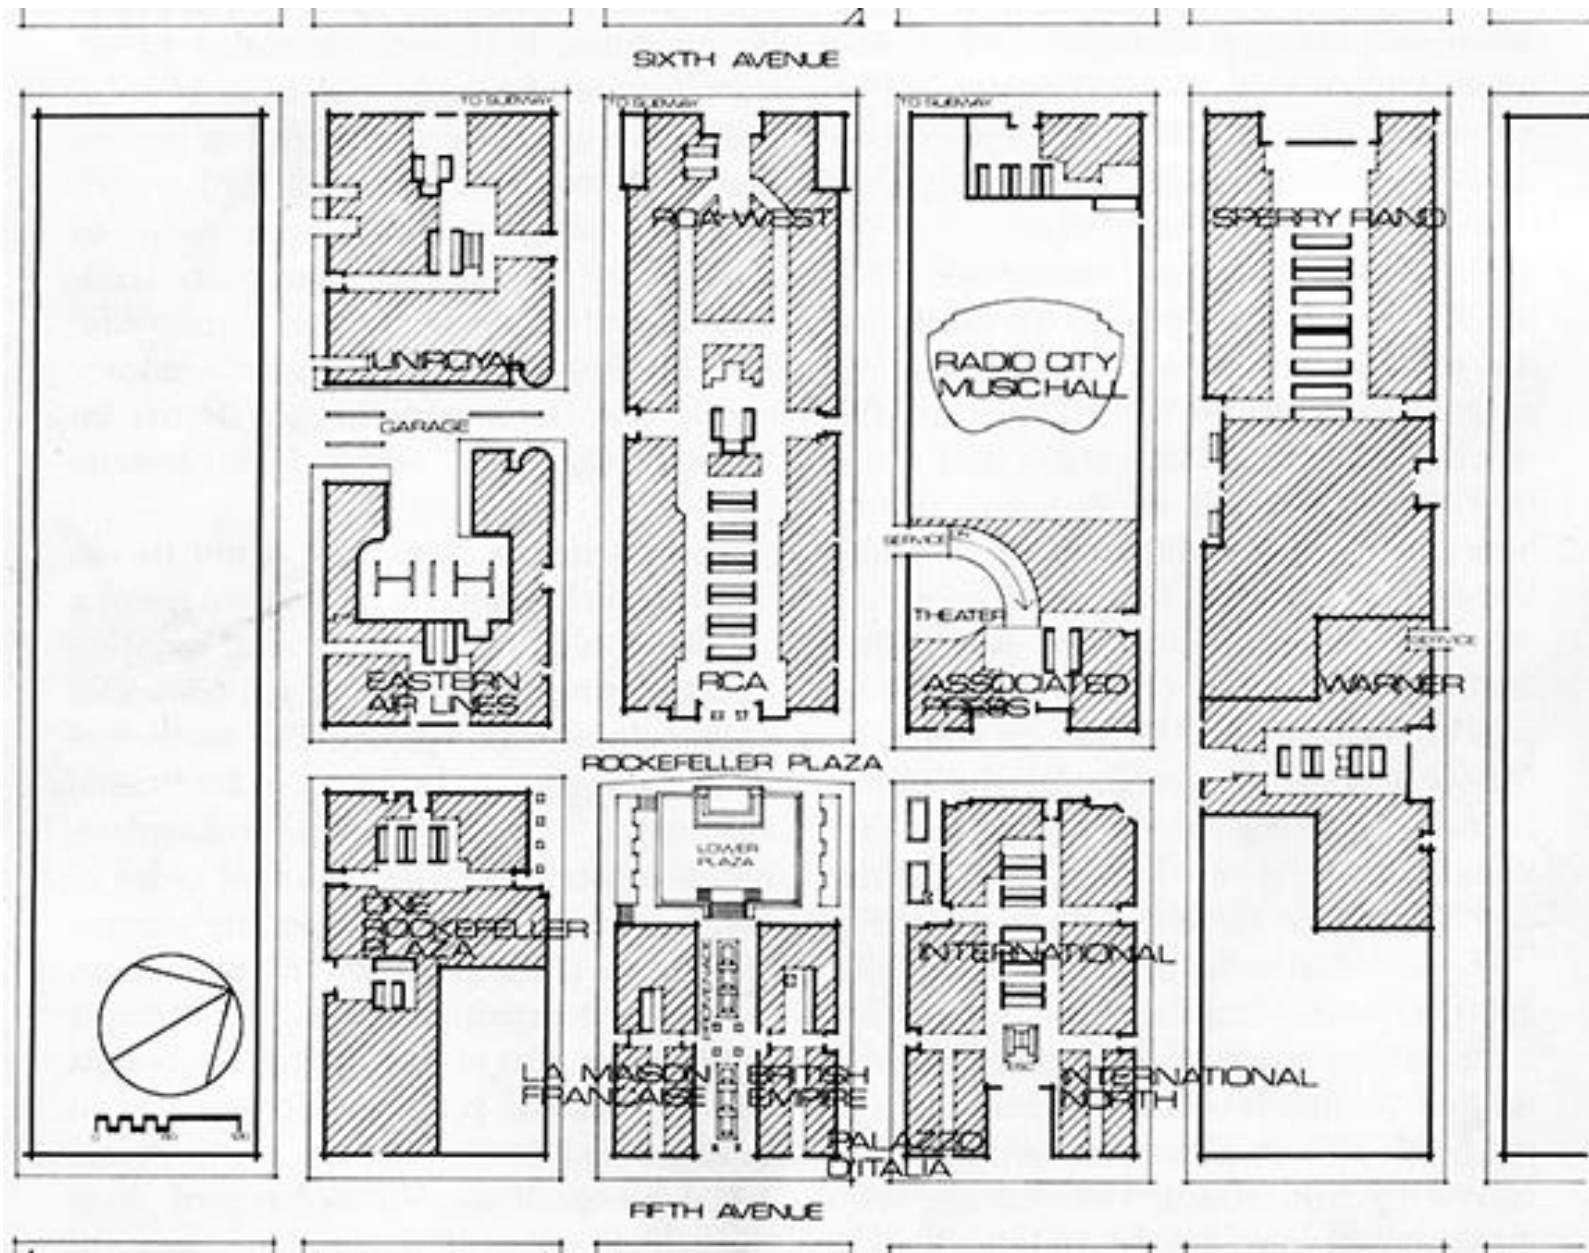 SIXTH AVENUE
TO SUBWAY
TO SUBWAY
TO SUBWAY
RCA WEST
SPERRY RAND
UNIROYAL
RADIO CITY
MUSIC HALL
GARAGE
SERVICE
THEATER
SERVICE
EASTERN
AIR LINES
RCA
ASSOCIATED
PRESS
WARNER
ROCKEFELLER PLAZA
LOWER
PLAZA
ONE
ROCKEFELLER
PLAZA
PROMENADE
INTERNATIONAL
LA MAISON
FRANCAISE
BRITISH
EMPIRE
INTERNATIONAL
NORTH
PALAZZO
D'ITALIA
FIFTH AVENUE